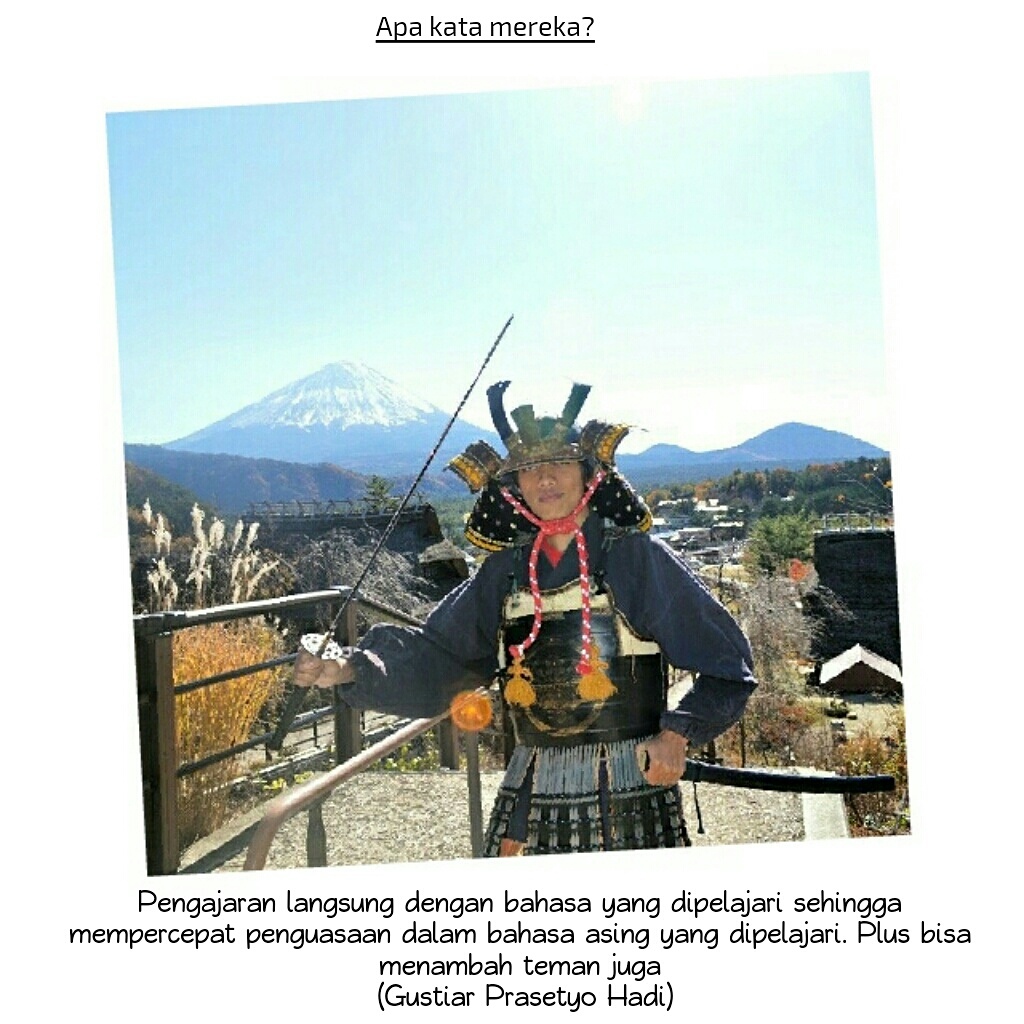 Apa kata mereka?
Pengajaran langsung dengan bahasa yang dipelajari sehingga
mempercepat penguasaan dalam bahasa asing yang dipelajari. Plus bisa
menambah teman juga
(Gustiar Prasetyo Hadi)